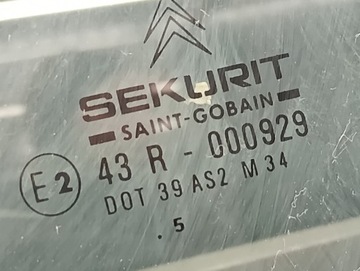 SEKURIT
SAINT-GOBAIN
E2 43 R - 000929
DOT 39 AS2 M 34
. 5